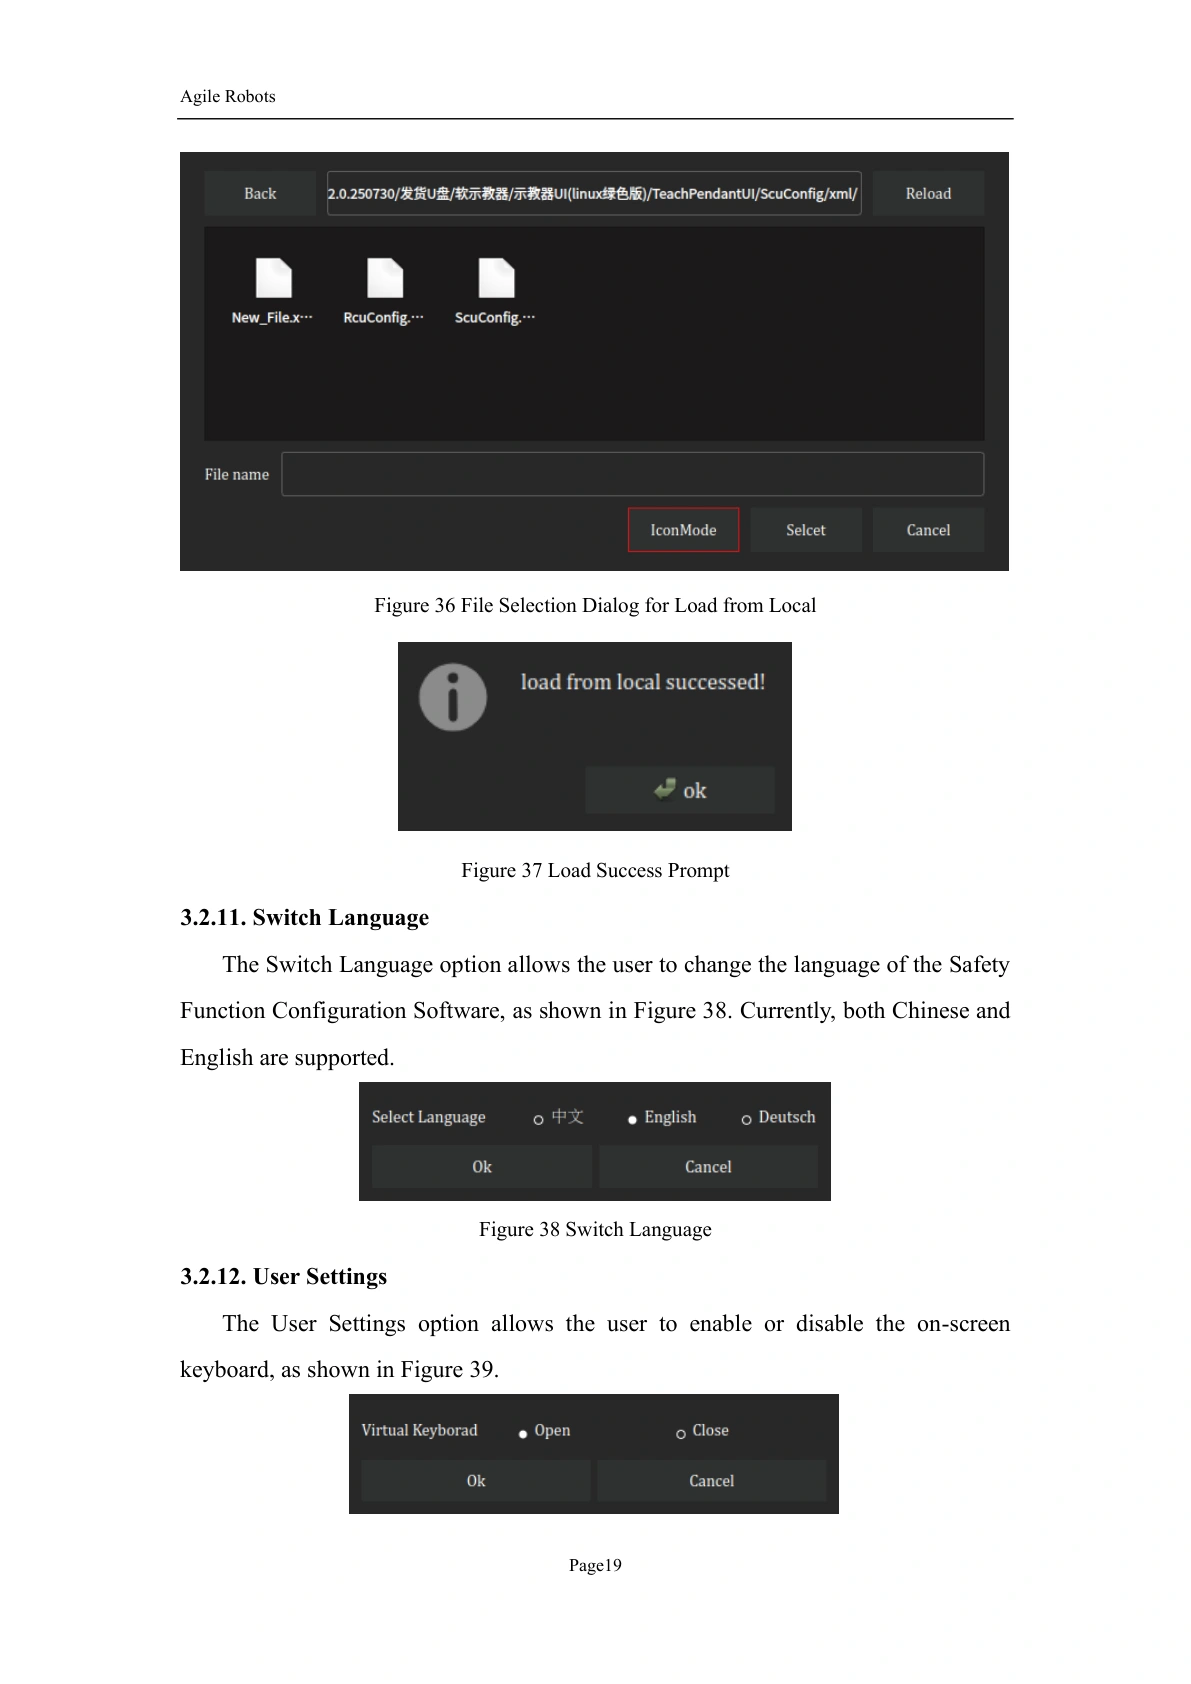 Agile Robots
Back
2.0.250730/发货U盘/软示教器/示教器UI(linux绿色版)/TeachPendantUI/ScuConfig/xml/
Reload
New_File.x⋯
RcuConfig.⋯
ScuConfig.⋯
File name
IconMode
Selcet
Cancel
Figure 36 File Selection Dialog for Load from Local
load from local successed!
ok
Figure 37 Load Success Prompt
3.2.11. Switch Language
The Switch Language option allows the user to change the language of the Safety
Function Configuration Software, as shown in Figure 38. Currently, both Chinese and
English are supported.
Select Language
中文
English
Deutsch
Ok
Cancel
Figure 38 Switch Language
3.2.12. User Settings
The User Settings option allows the user to enable or disable the on-screen
keyboard, as shown in Figure 39.
Virtual Keyborad
Open
Close
Ok
Cancel
Page19